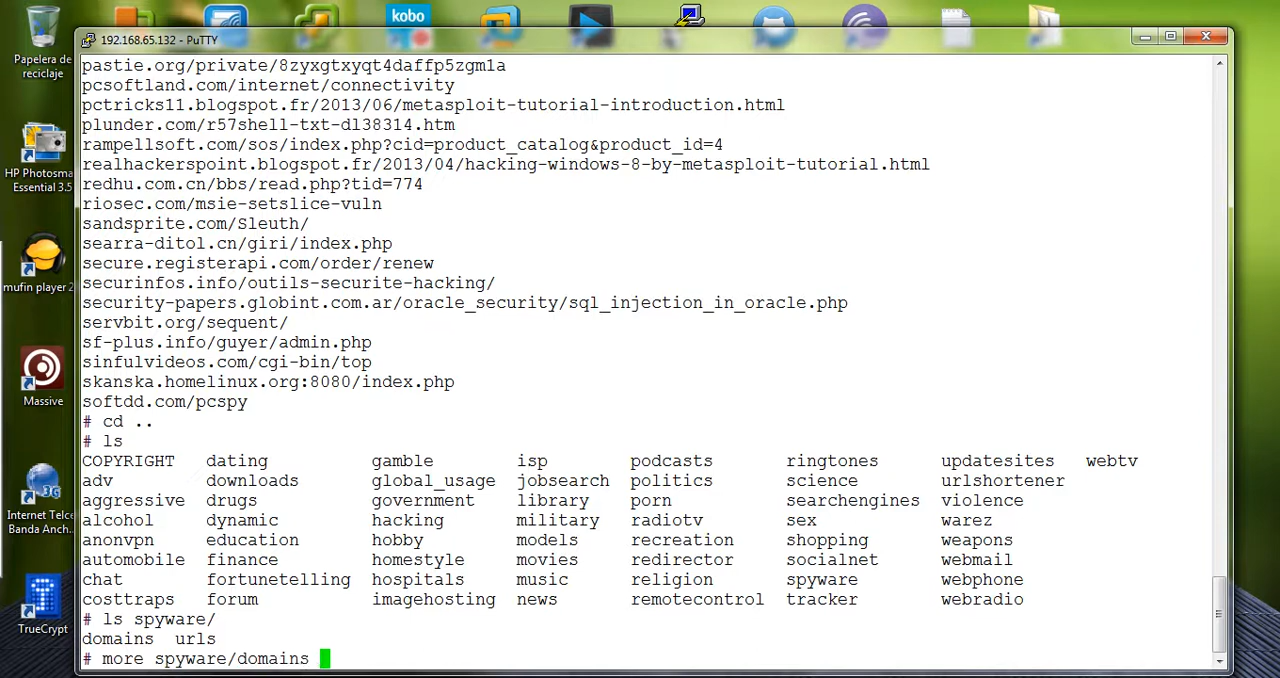 kobo
Papelera de
reciclaje
HP Photosma
Essential 3.5
mufin player 2
Massive
Internet Telce
Banda Anch...
TrueCrypt
192.168.65.132 - PuTTY
pastie.org/private/8zyxgtxyqt4daffp5zgm1a
pcsoftland.com/internet/connectivity
pctricks11.blogspot.fr/2013/06/metasploit-tutorial-introduction.html
plunder.com/r57shell-txt-dl38314.htm
rampellsoft.com/sos/index.php?cid=product_catalog&product_id=4
realhackerspoint.blogspot.fr/2013/04/hacking-windows-8-by-metasploit-tutorial.html
redhu.com.cn/bbs/read.php?tid=774
riosec.com/msie-setslice-vuln
sandsprite.com/Sleuth/
searra-ditol.cn/giri/index.php
secure.registerapi.com/order/renew
securinfos.info/outils-securite-hacking/
security-papers.globint.com.ar/oracle_security/sql_injection_in_oracle.php
servbit.org/sequent/
sf-plus.info/guyer/admin.php
sinfulvideos.com/cgi-bin/top
skanska.homelinux.org:8080/index.php
softdd.com/pcspy
# cd ..
# ls
COPYRIGHT dating gamble isp podcasts ringtones updatesites webtv
adv downloads global_usage jobsearch politics science urlshortener
aggressive drugs government library porn searchengines violence
alcohol dynamic hacking military radiotv sex warez
anonvpn education hobby models recreation shopping weapons
automobile finance homestyle movies redirector socialnet webmail
chat fortunetelling hospitals music religion spyware webphone
costtraps forum imagehosting news remotecontrol tracker webradio
# ls spyware/
domains urls
# more spyware/domains